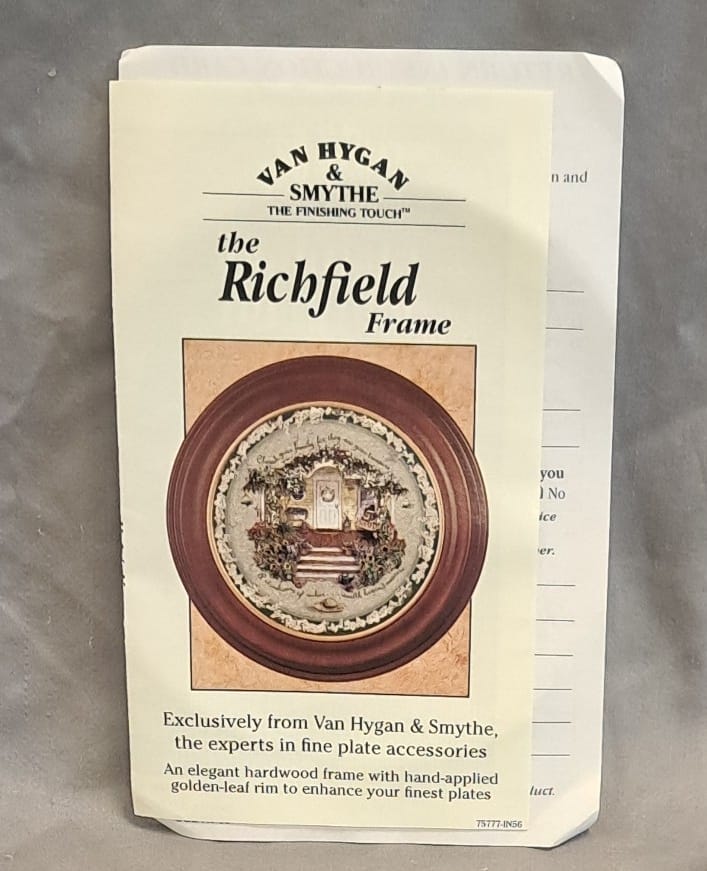 VAN HYGAN
&
SMYTHE
THE FINISHING TOUCH™
the
Richfield
Frame
Exclusively from Van Hygan & Smythe,
the experts in fine plate accessories
An elegant hardwood frame with hand-applied
golden-leaf rim to enhance your finest plates
75777-IN56
n and
you
No
ice
er.
luct.